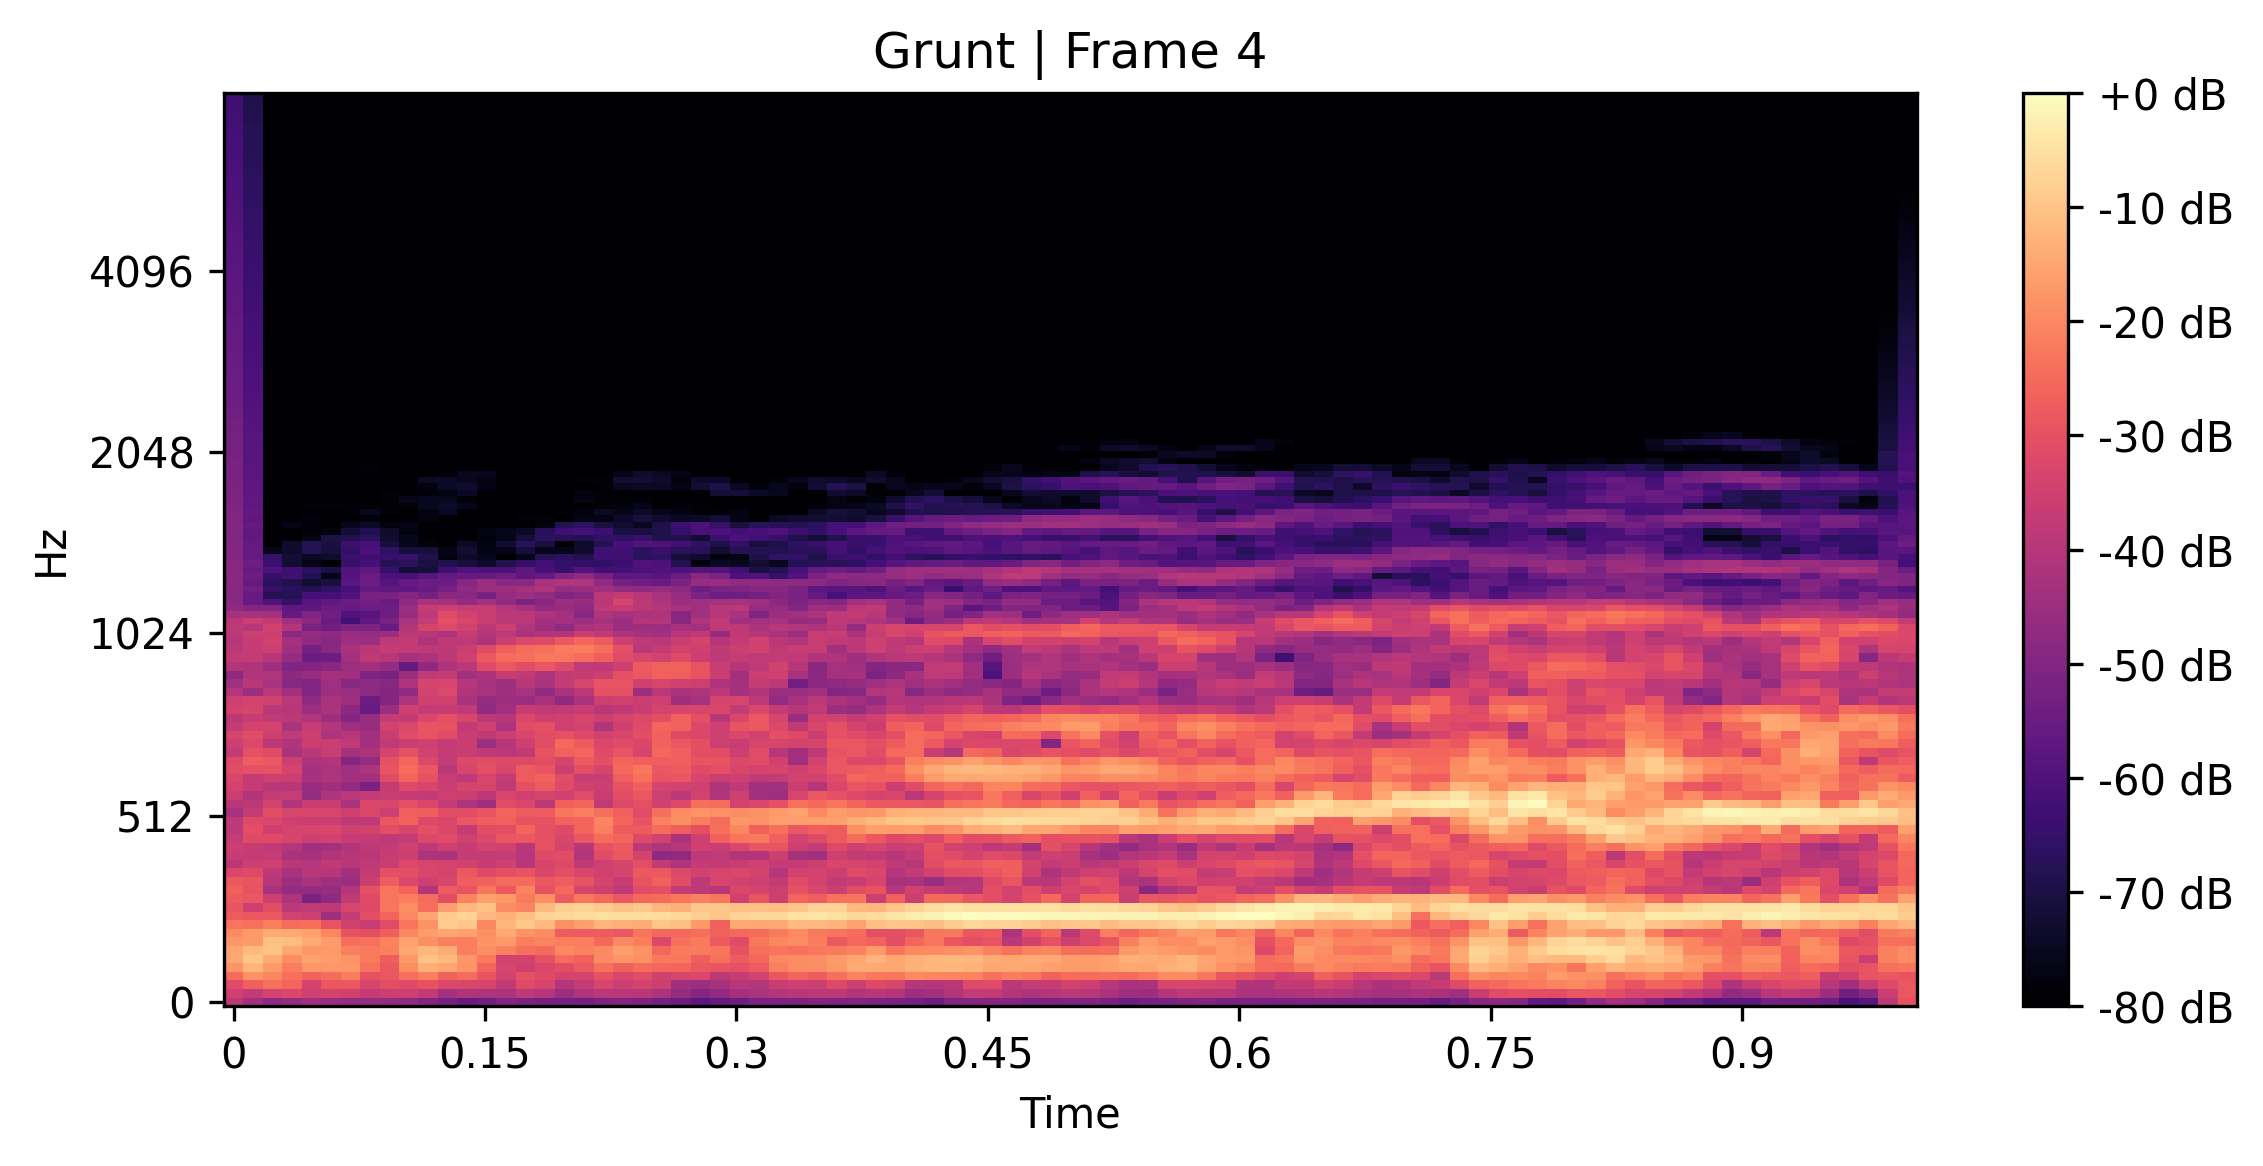 Grunt | Frame 4
+0 dB
-10 dB
-20 dB
-30 dB
-40 dB
-50 dB
-60 dB
-70 dB
-80 dB
Hz
4096
2048
1024
512
0
0 0.15 0.3 0.45 0.6 0.75 0.9
Time